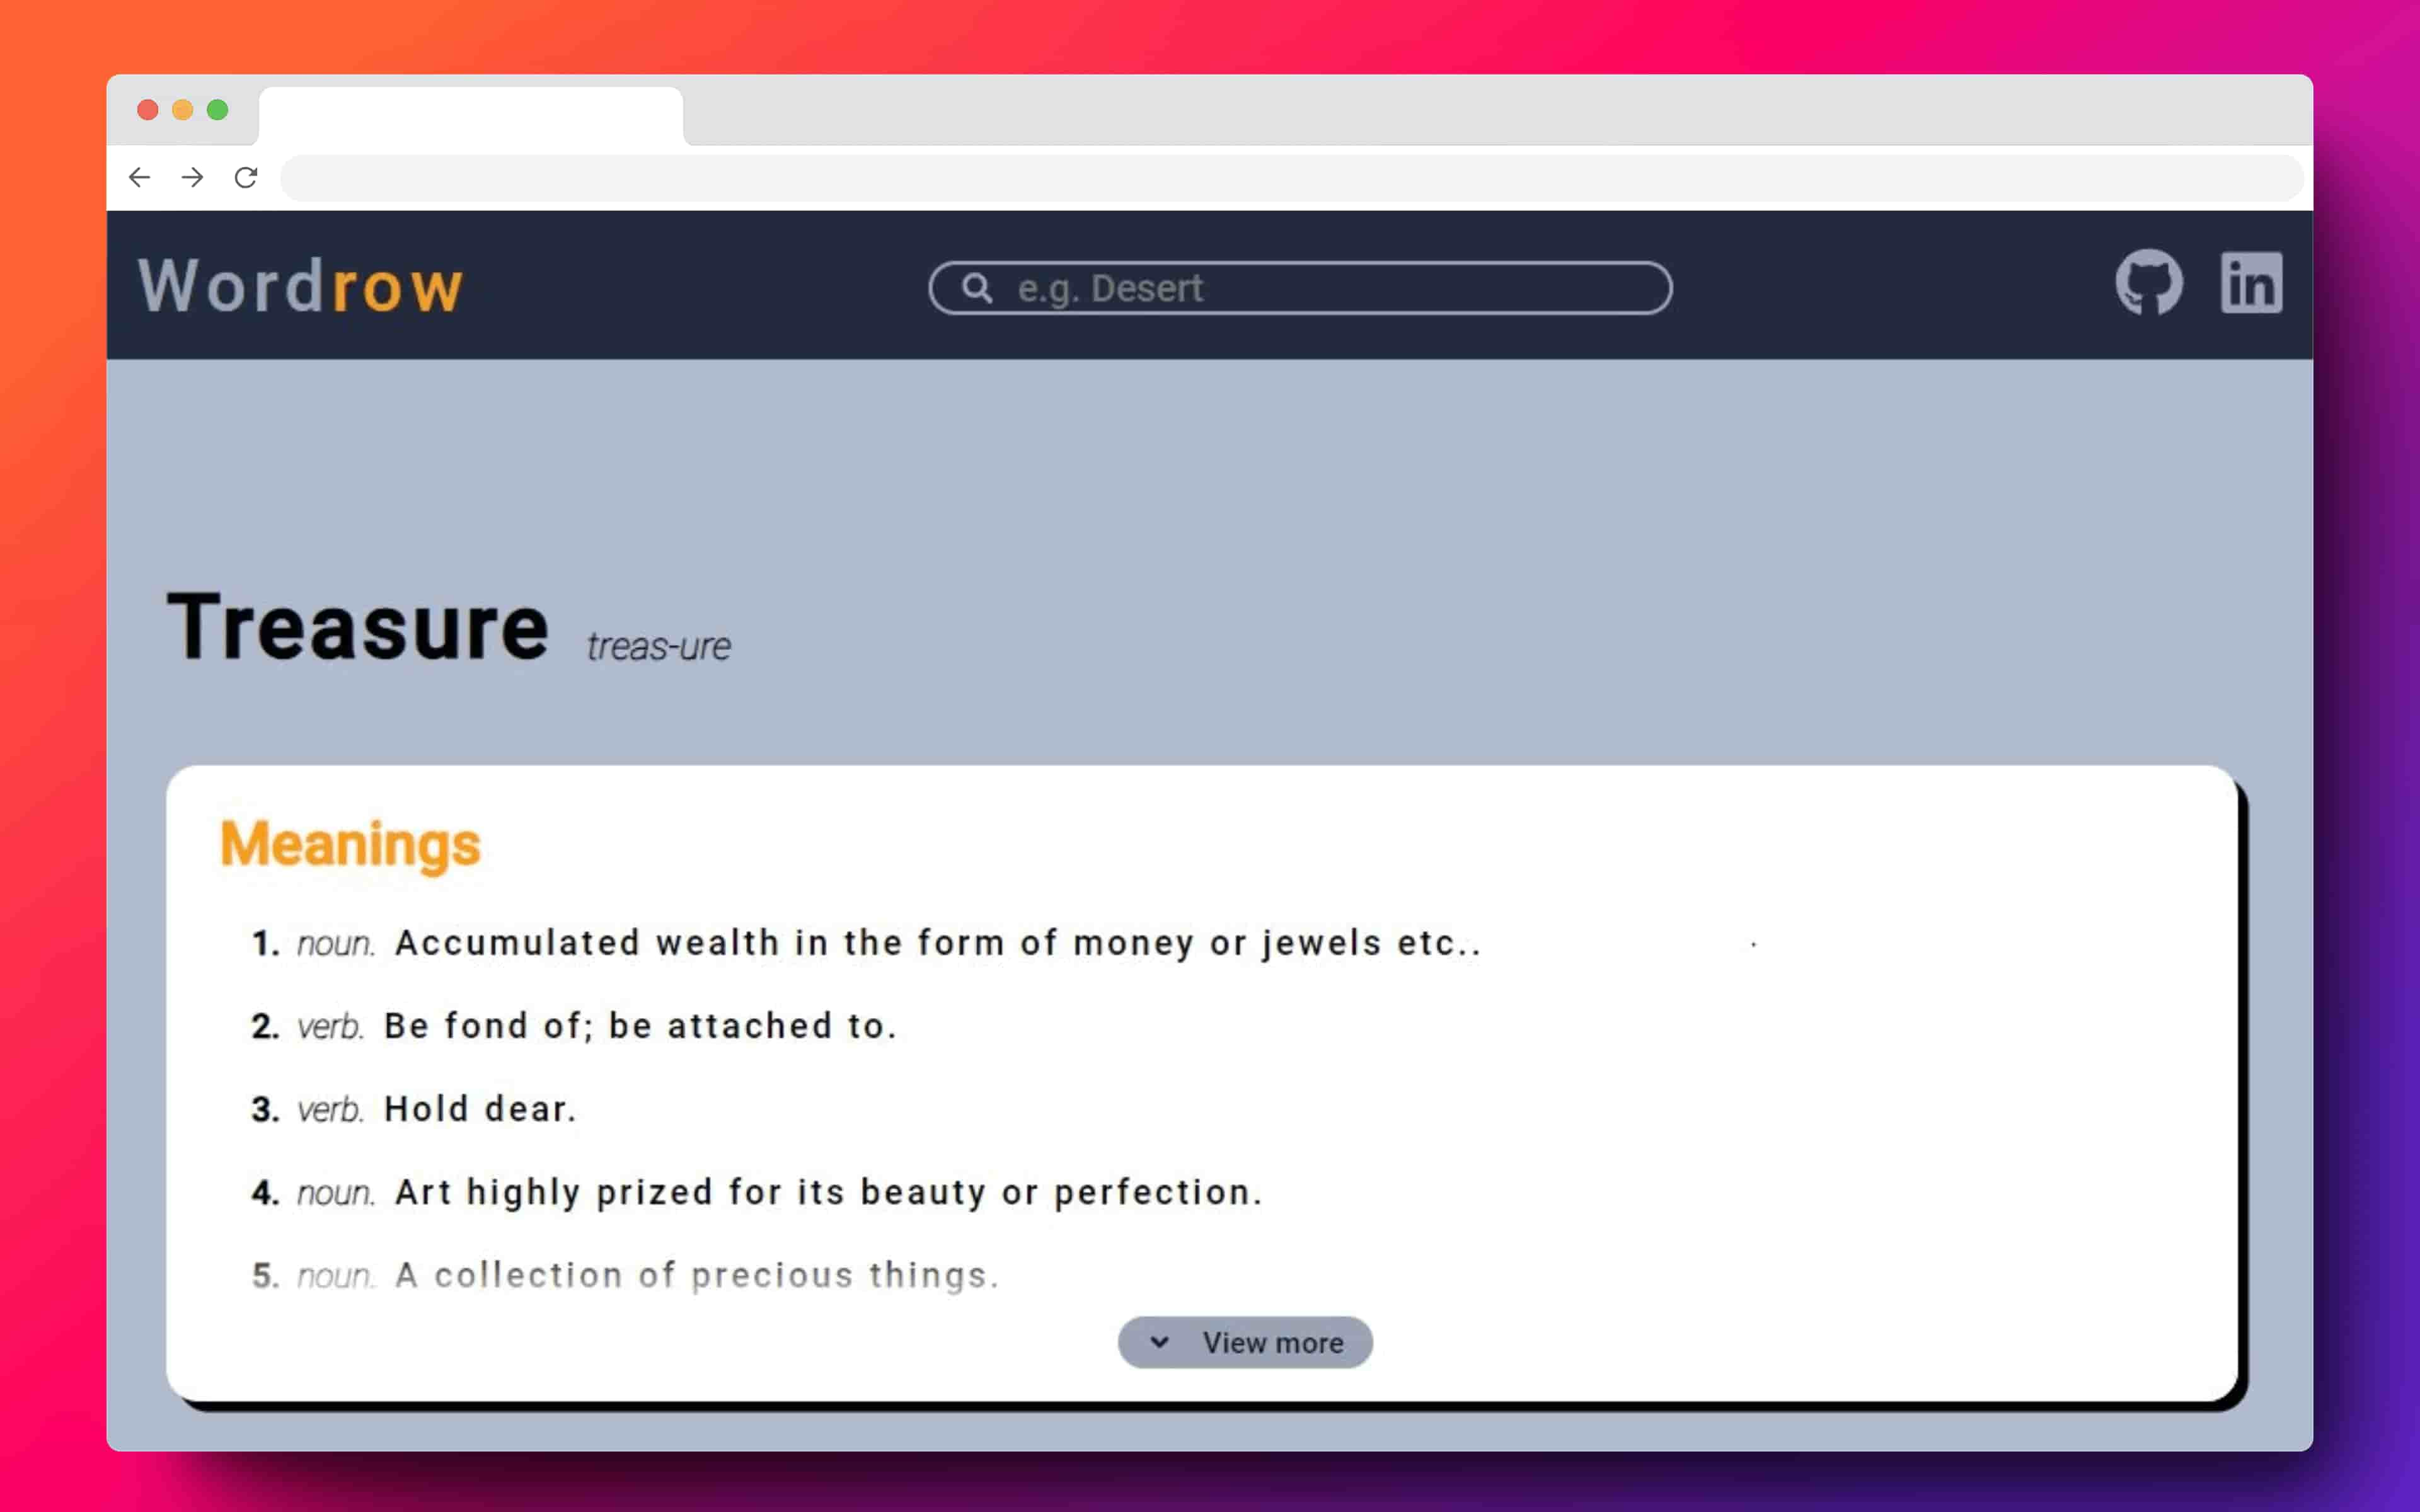 Wordrow
e.g. Desert
in
Treasure treas-ure
Meanings
1. noun. Accumulated wealth in the form of money or jewels etc..
2. verb. Be fond of; be attached to.
3. verb. Hold dear.
4. noun. Art highly prized for its beauty or perfection.
5. noun. A collection of precious things.
View more